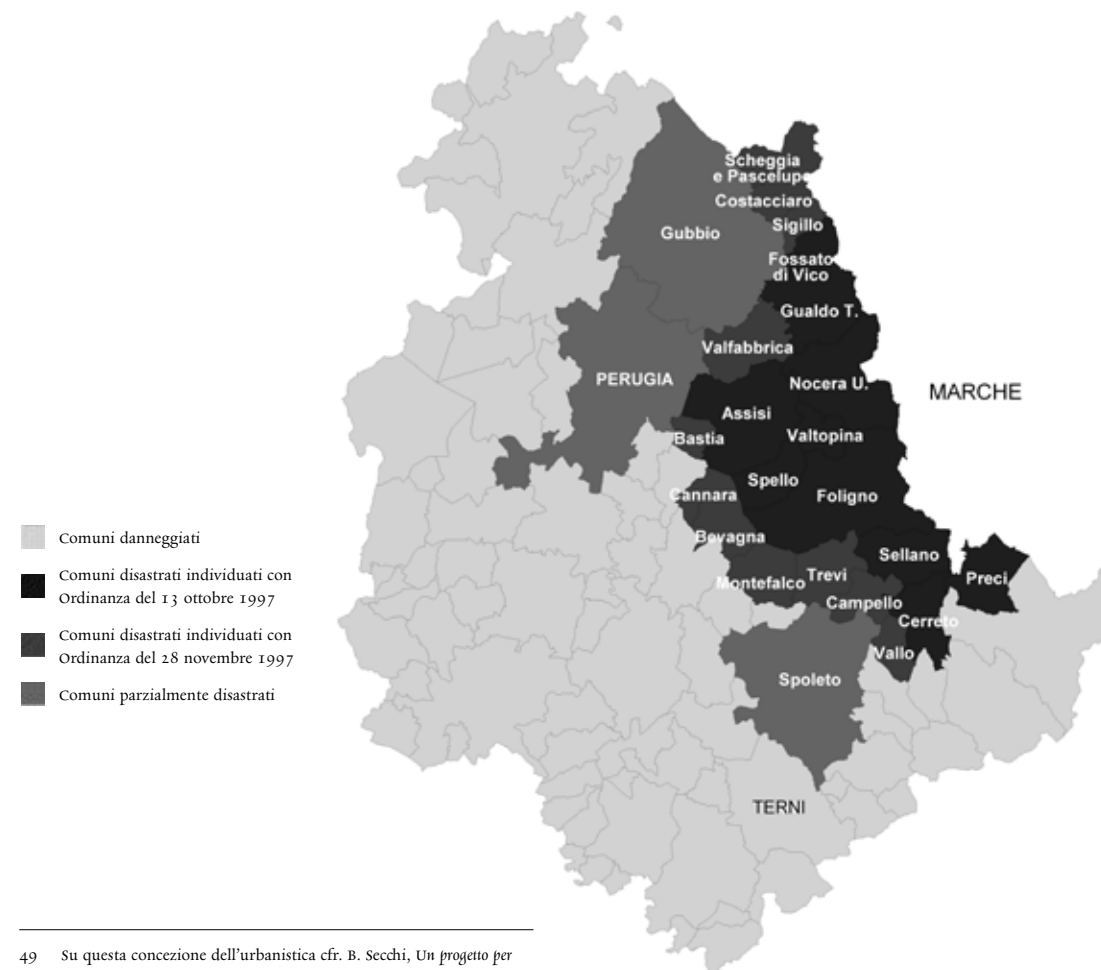 Scheggia
e Pascelupo
Costacciaro
Sigillo
Gubbio
Fossato
di Vico
Gualdo T.
Valfabbrica
PERUGIA
Nocera U.
MARCHE
Assisi
Bastia
Valtopina
Spello
Cannara
Foligno
Bevagna
Sellano
Montefalco
Trevi
Preci
Campello
Cerreto
Vallo
Spoleto
TERNI
Comuni danneggiati
Comuni disastrati individuati con
Ordinanza del 13 ottobre 1997
Comuni disastrati individuati con
Ordinanza del 28 novembre 1997
Comuni parzialmente disastrati
49 Su questa concezione dell'urbanistica cfr. B. Secchi, Un progetto per